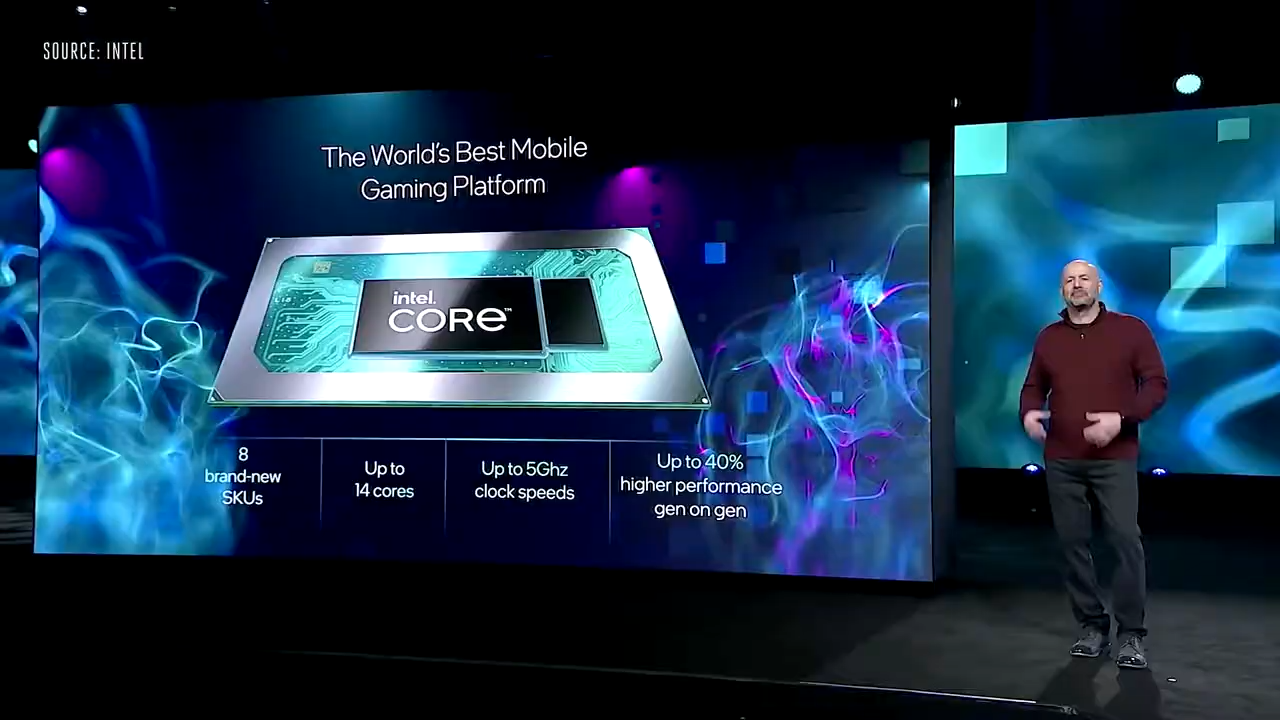 SOURCE: INTEL
The World's Best Mobile
Gaming Platform
intel.
CORE™
8
brand-new
SKUs
Up to
14 cores
Up to 5Ghz
clock speeds
Up to 40%
higher performance
gen on gen